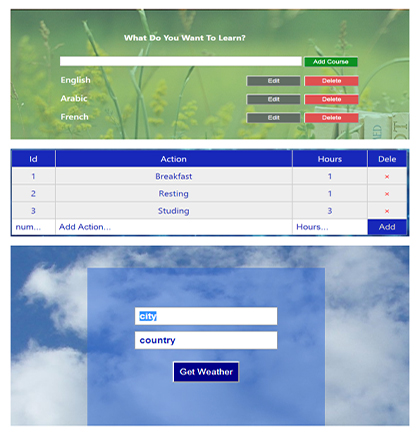 What Do You Want To Learn?
Add Course
English Edit Delete
Arabic Edit Delete
French Edit Delete
Id Action Hours Dele
1 Breakfast 1 ×
2 Resting 1 ×
3 Studing 3 ×
num... Add Action... Hours... Add
city
country
Get Weather